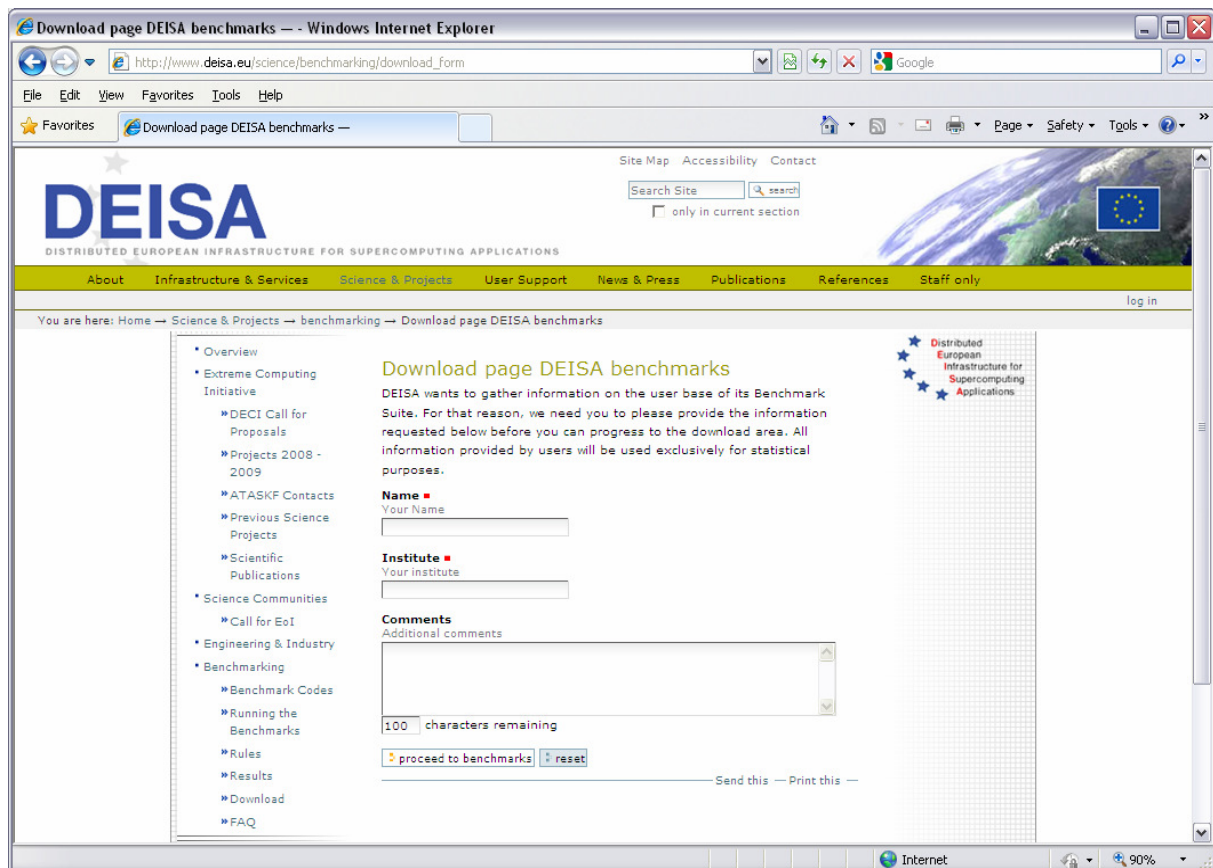 Download page DEISA benchmarks — - Windows Internet Explorer
http://www.deisa.eu/science/benchmarking/download_form
Google
File Edit View Favorites Tools Help
Favorites
Download page DEISA benchmarks —
Page Safety Tools
»
Site Map Accessibility Contact
Search Site
search
only in current section
DEISA
DISTRIBUTED EUROPEAN INFRASTRUCTURE FOR SUPERCOMPUTING APPLICATIONS
About Infrastructure & Services Science & Projects User Support News & Press Publications References Staff only
log in
You are here: Home → Science & Projects → benchmarking → Download page DEISA benchmarks
Overview
Extreme Computing
Initiative
»DECI Call for
Proposals
»Projects 2008 -
2009
»ATASKF Contacts
»Previous Science
Projects
»Scientific
Publications
Science Communities
»Call for EoI
Engineering & Industry
Benchmarking
»Benchmark Codes
»Running the
Benchmarks
»Rules
»Results
»Download
»FAQ
Download page DEISA benchmarks
DEISA wants to gather information on the user base of its Benchmark
Suite. For that reason, we need you to please provide the information
requested below before you can progress to the download area. All
information provided by users will be used exclusively for statistical
purposes.
Name
Your Name
Institute
Your institute
Comments
Additional comments
100 characters remaining
proceed to benchmarks reset
Send this — Print this —
Distributed
European
Infrastructure for
Supercomputing
Applications
Internet
90%